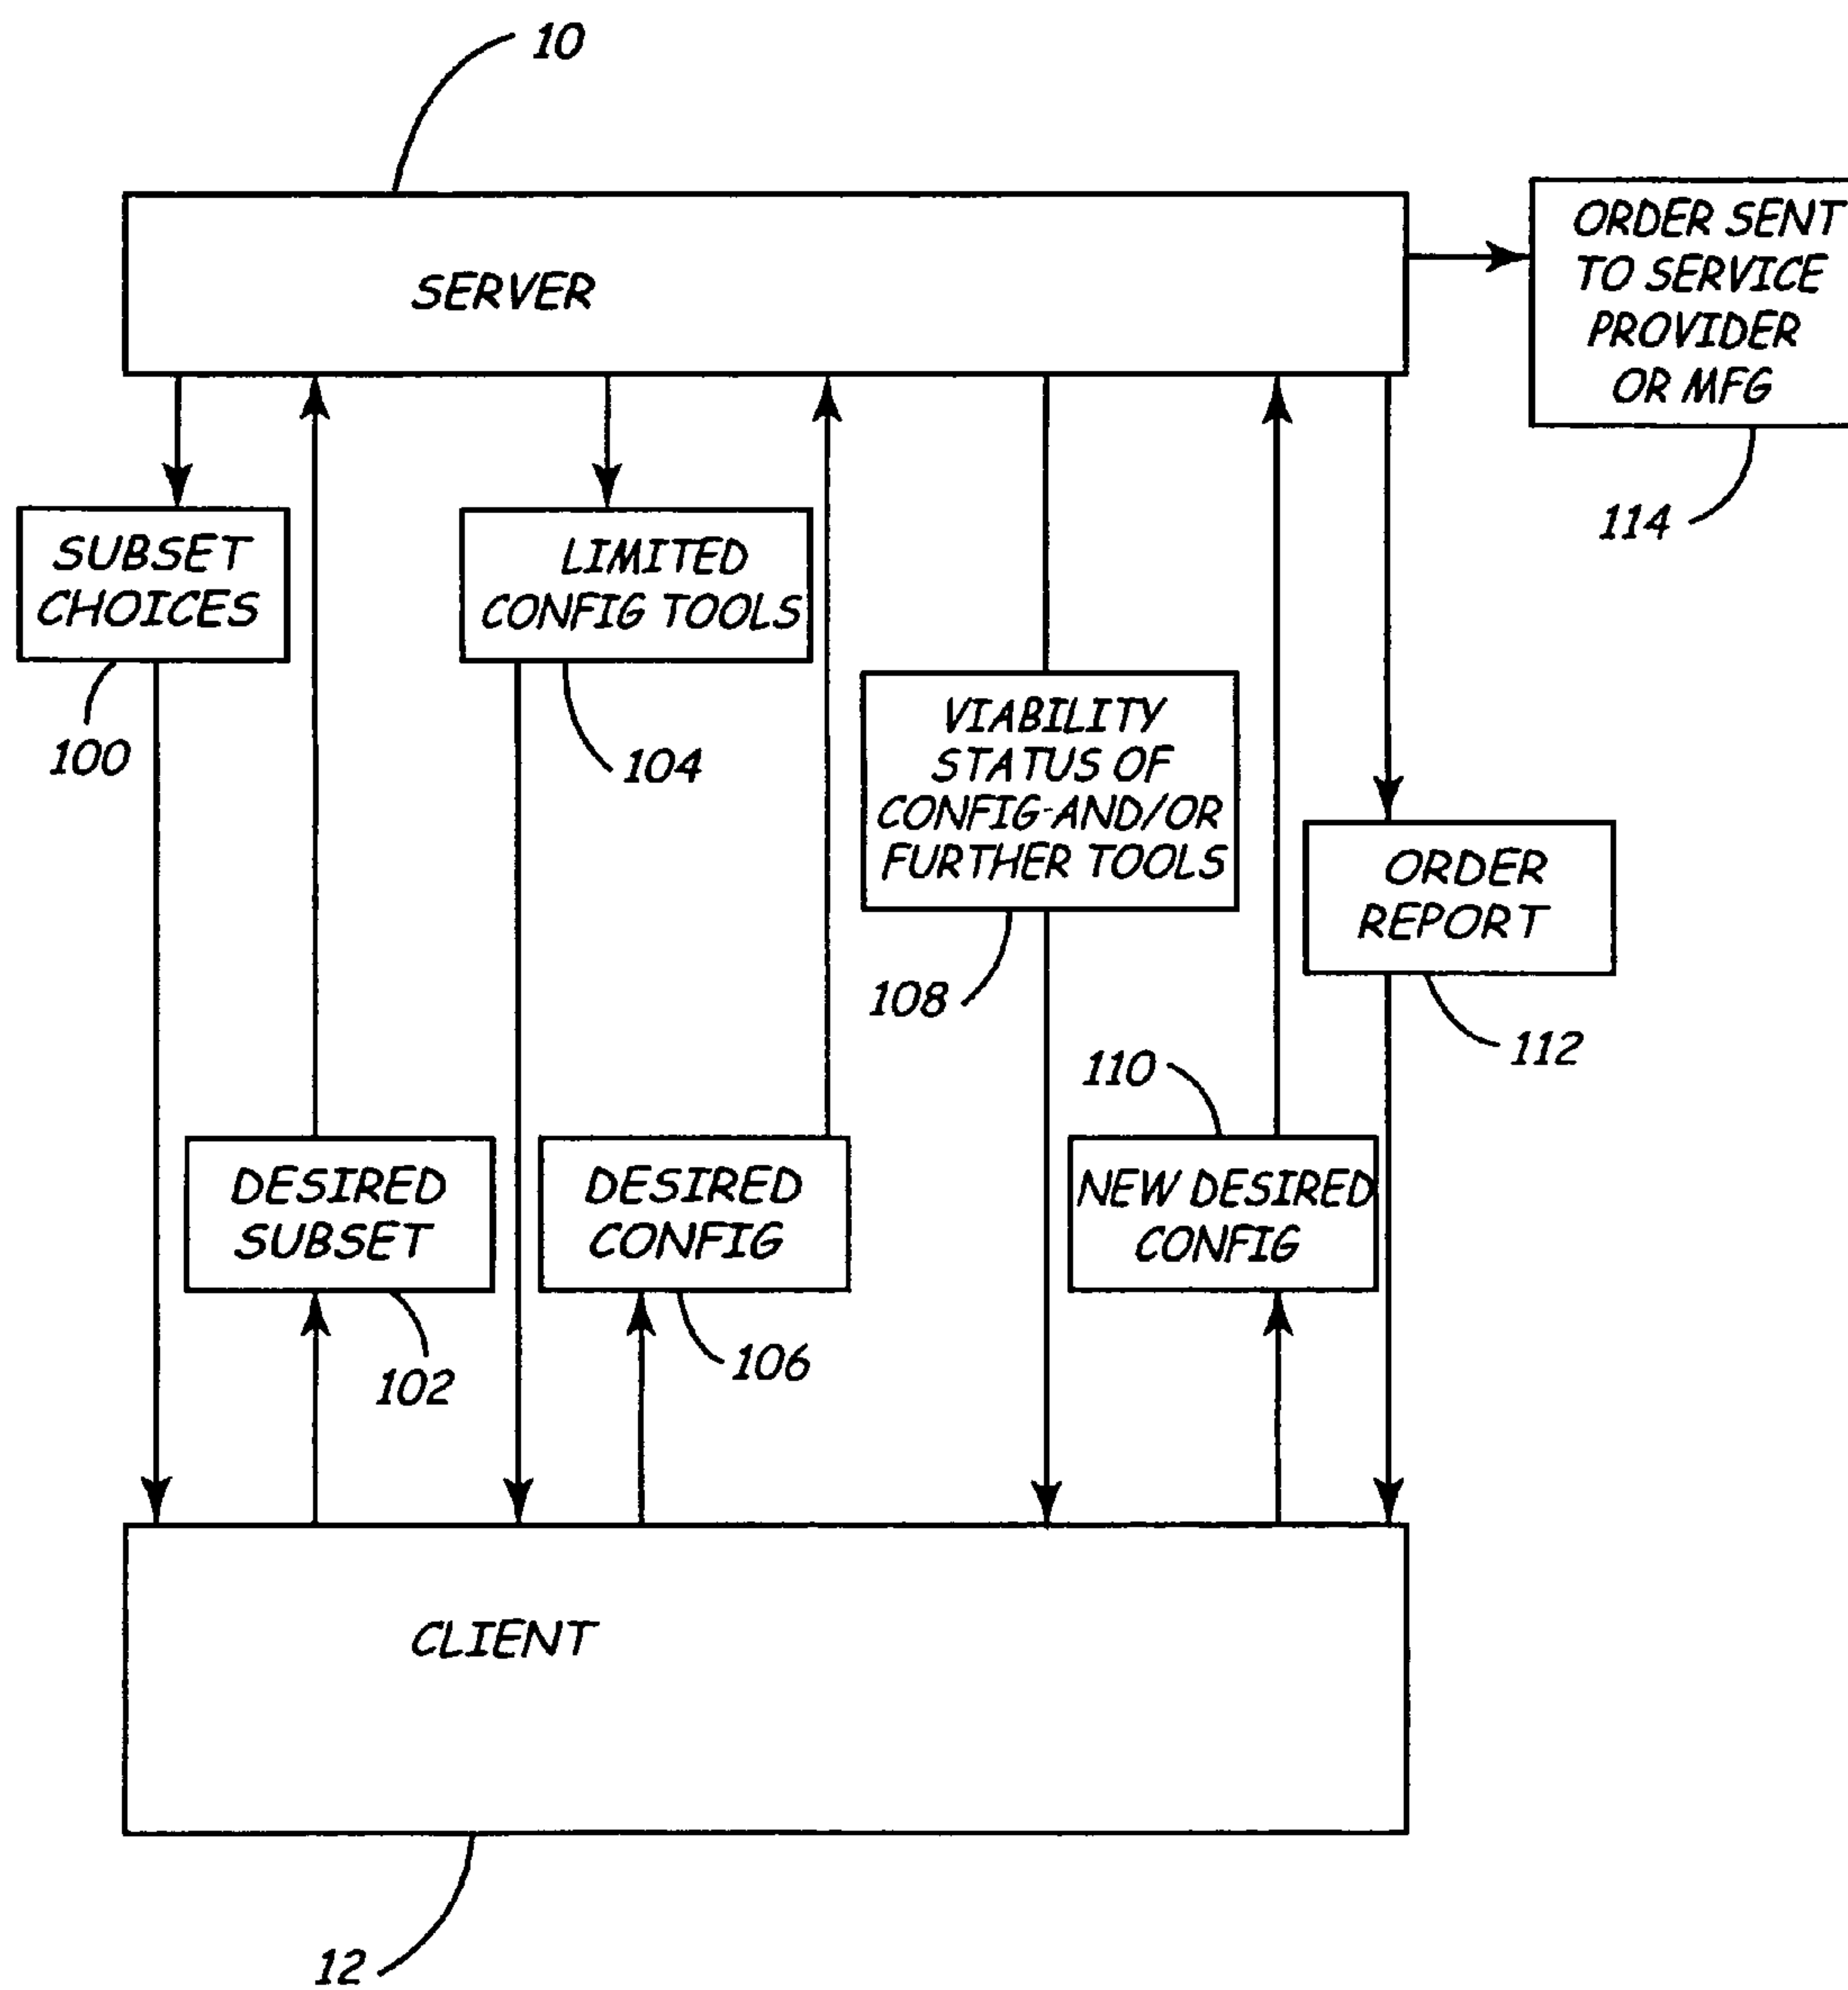 10
SERVER
ORDER SENT
TO SERVICE
PROVIDER
OR MFG
114
SUBSET
CHOICES
100
LIMITED
CONFIG TOOLS
104
VIABILITY
STATUS OF
CONFIG-AND/OR
FURTHER TOOLS
108
ORDER
REPORT
112
110
DESIRED
SUBSET
102
DESIRED
CONFIG
106
NEW DESIRED
CONFIG
CLIENT
12